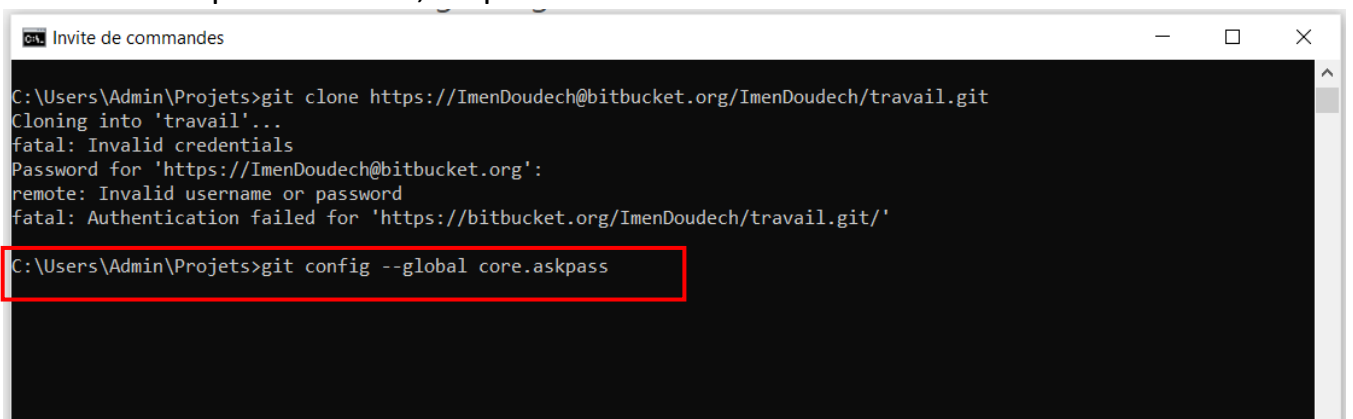 Invite de commandes
C:\Users\Admin\Projets>git clone https://ImenDoudech@bitbucket.org/ImenDoudech/travail.git
Cloning into 'travail'...
fatal: Invalid credentials
Password for 'https://ImenDoudech@bitbucket.org':
remote: Invalid username or password
fatal: Authentication failed for 'https://bitbucket.org/ImenDoudech/travail.git/'
C:\Users\Admin\Projets>git config --global core.askpass